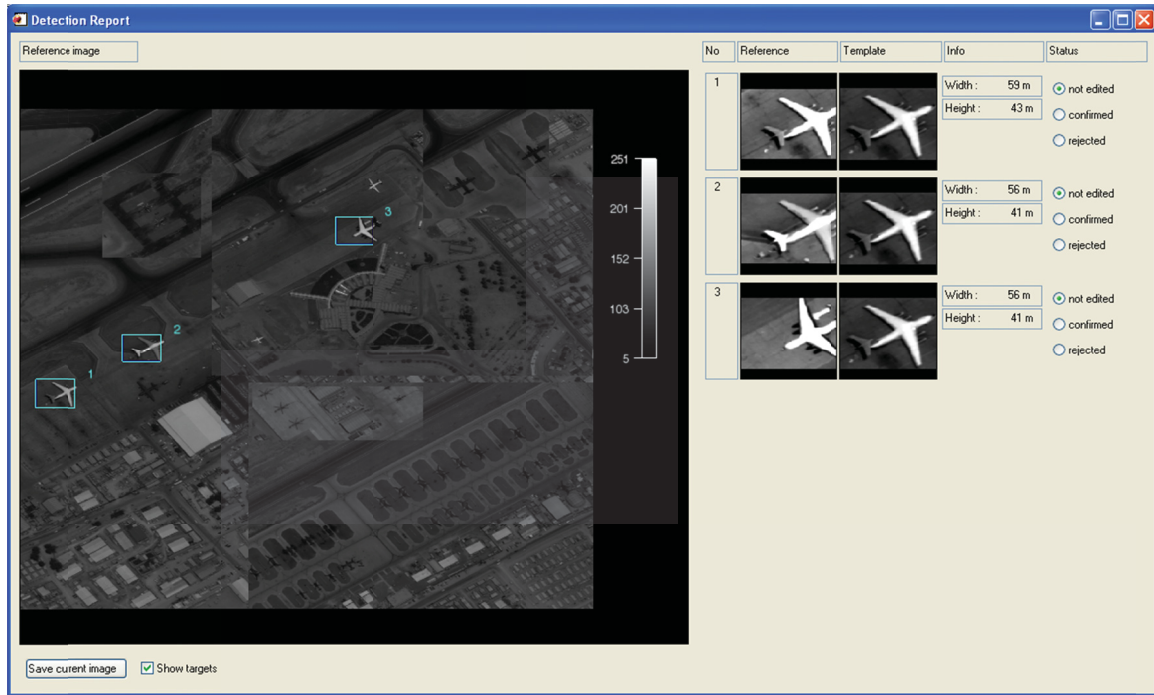 Detection Report
Reference image
No Reference Template Info Status
1 Width : 59 m not edited
Height : 43 m confirmed
rejected
2 Width : 56 m not edited
Height : 41 m confirmed
rejected
3 Width : 56 m not edited
Height : 41 m confirmed
rejected
251
201
152
103
5
3
2
1
Save curent image Show targets